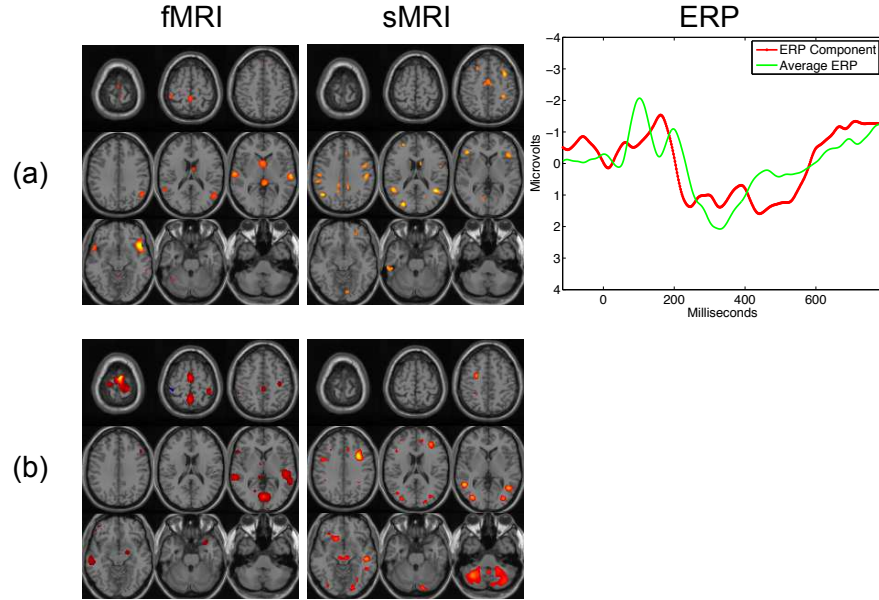 fMRI
sMRI
ERP
(a)
ERP Component
Average ERP
Microvolts
-4
-3
-2
-1
0
1
2
3
4
0
200
400
600
Milliseconds
(b)